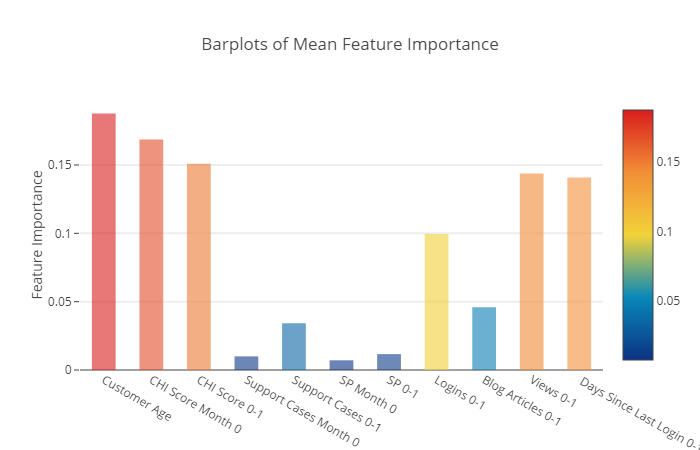 Barplots of Mean Feature Importance
Feature Importance
0.15
0.1
0.05
0
0.15
0.1
0.05
Customer Age
CHI Score Month 0
CHI Score 0-1
Support Cases Month 0
Support Cases 0-1
SP Month 0
SP 0-1
Logins 0-1
Blog Articles 0-1
Views 0-1
Days Since Last Login 0-